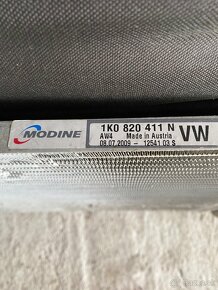 MODINE
1K0 820 411 N
AW4 Made in Austria
08.07.2009 - 12541 03 S
VW